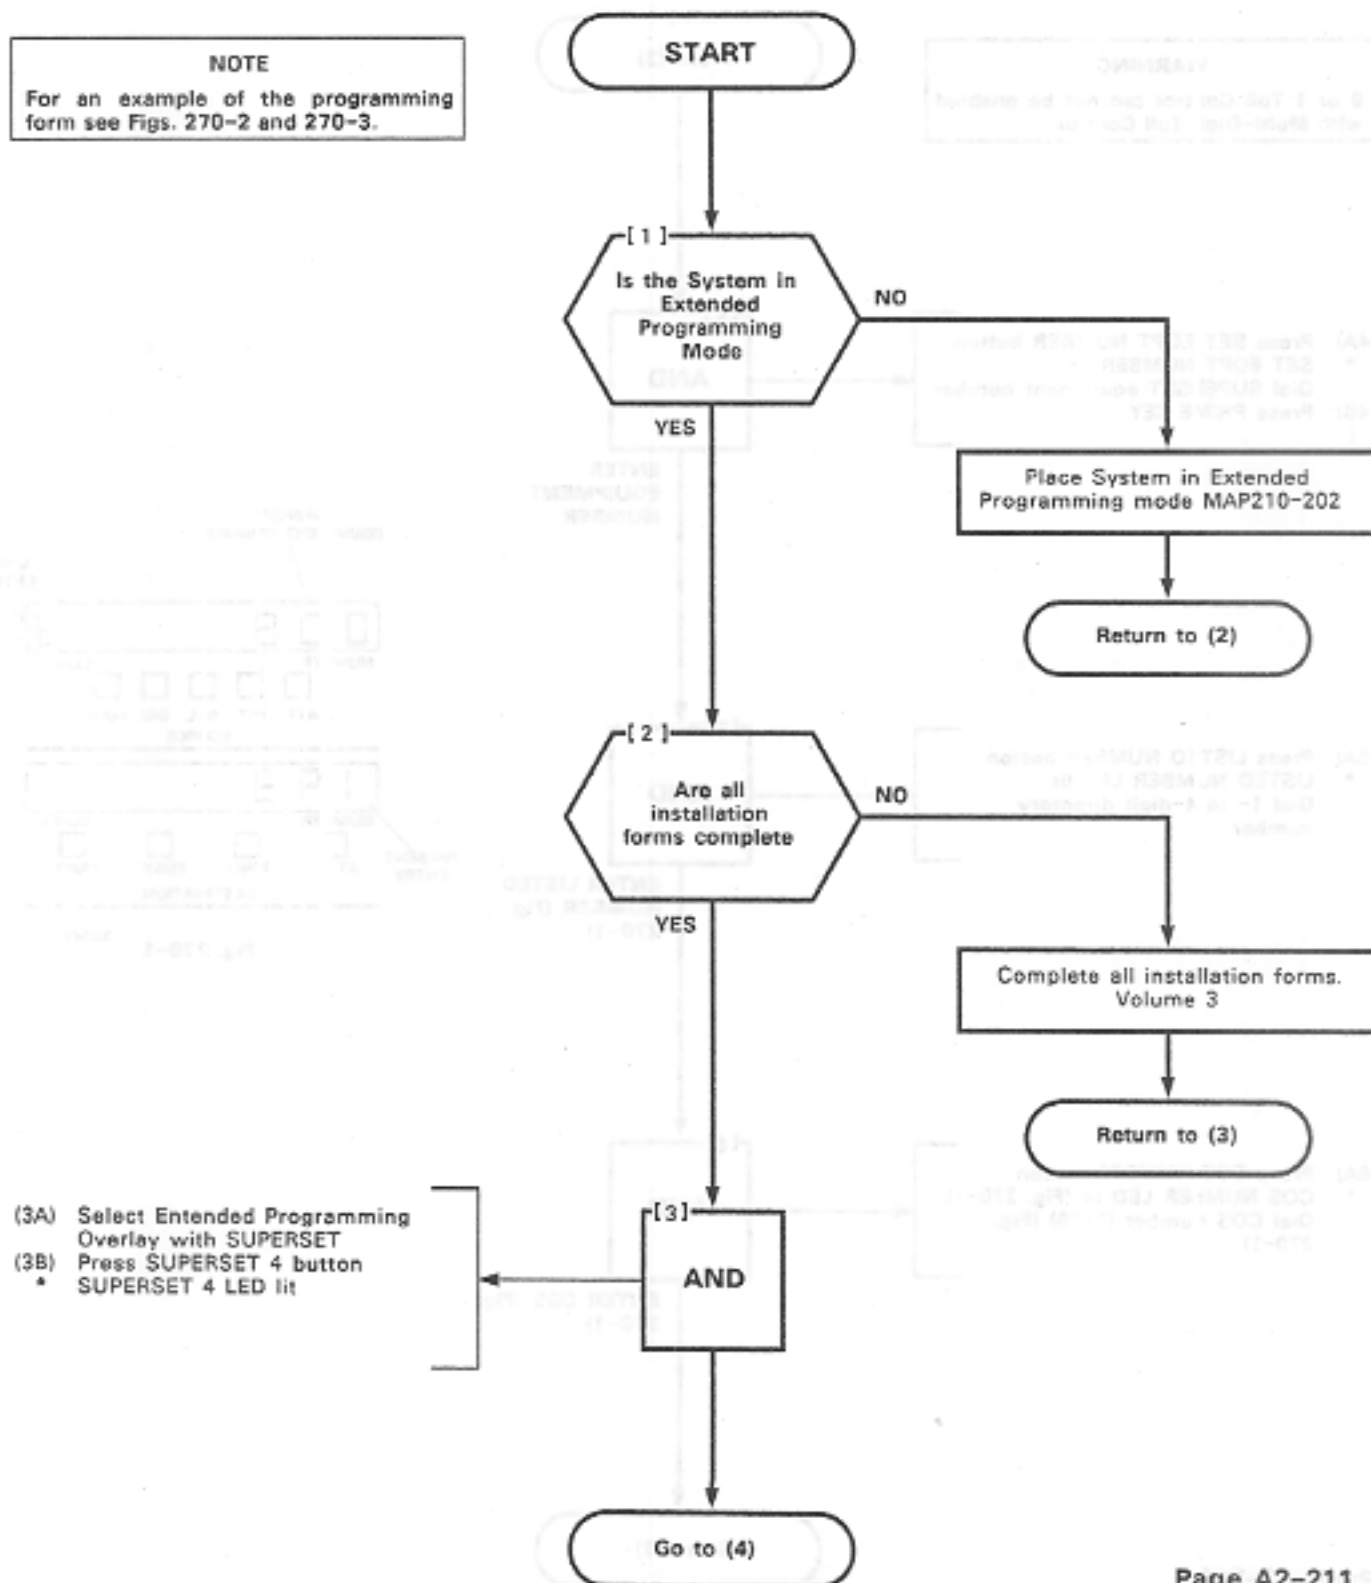 START
NOTE
For an example of the programming
form see Figs. 270-2 and 270-3.
[ 1 ]
Is the System in
Extended
Programming
Mode
NO
YES
Place System in Extended
Programming mode MAP210-202
Return to (2)
[ 2 ]
Are all
installation
forms complete
NO
YES
Complete all installation forms.
Volume 3
Return to (3)
(3A) Select Entended Programming
Overlay with SUPERSET
(3B) Press SUPERSET 4 button
* SUPERSET 4 LED lit
[3]
AND
Go to (4)
Page A2-211